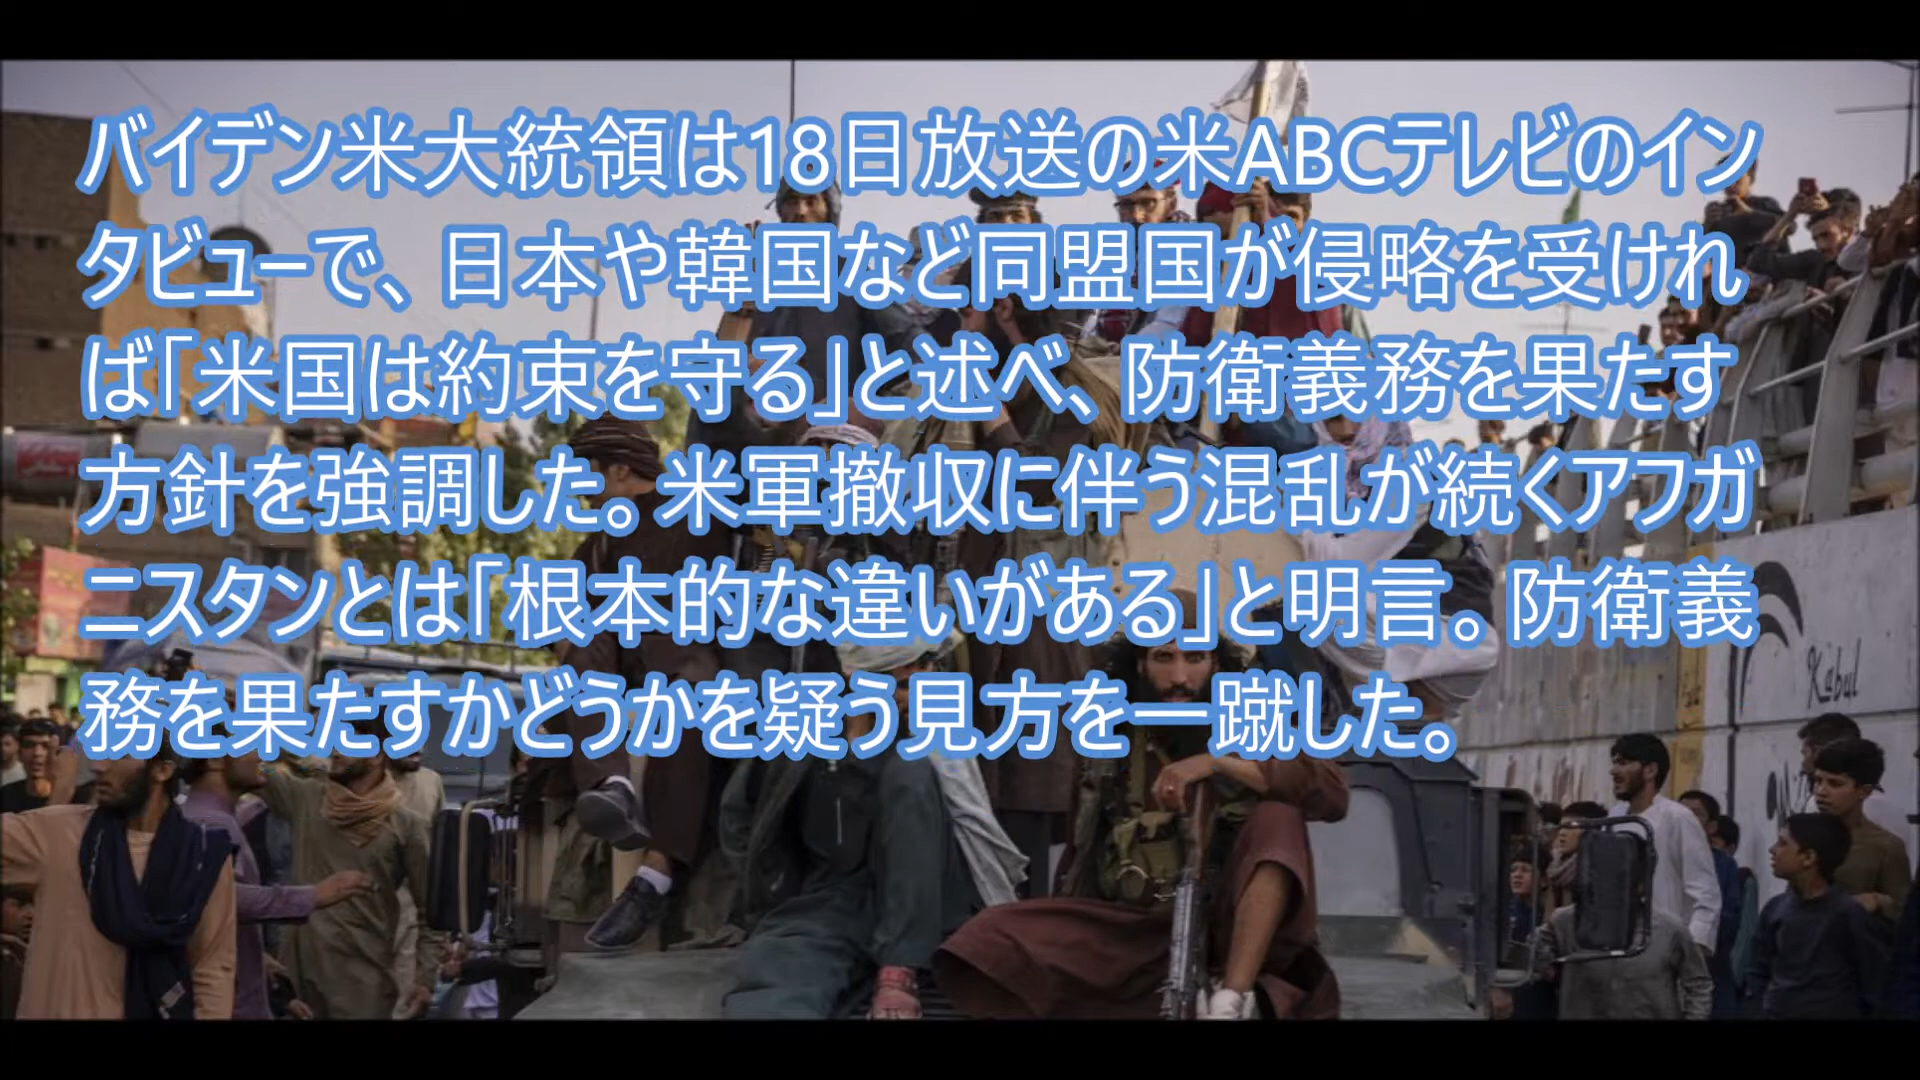 バイデン米大統領は18日放送の米ABCテレビのイン
タビューで、日本や韓国など同盟国が侵略を受けれ
ば「米国は約束を守る」と述べ、防衛義務を果たす
方針を強調した。米軍撤収に伴う混乱が続くアフガ
ニスタンとは「根本的な違いがある」と明言。防衛義
務を果たすかどうかを疑う見方を一蹴した。
Kabul